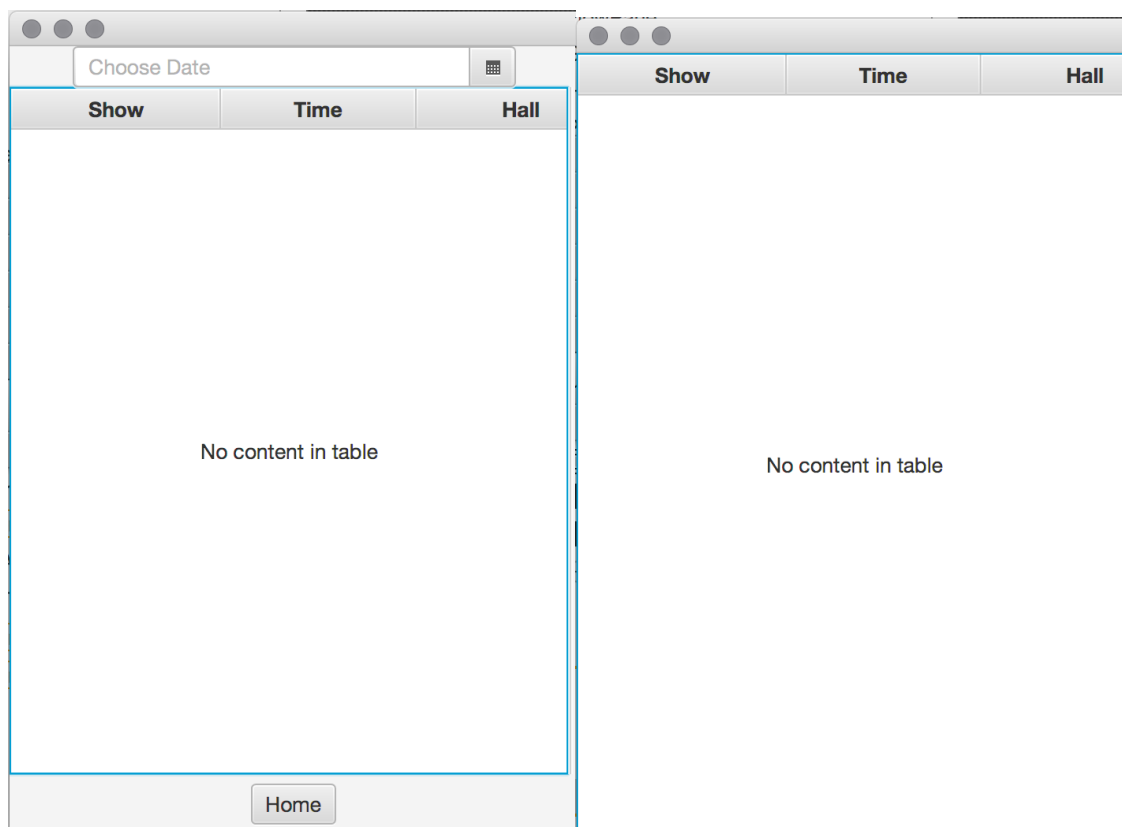 Choose Date
Show Time Hall
No content in table
Home
Show Time Hall
No content in table